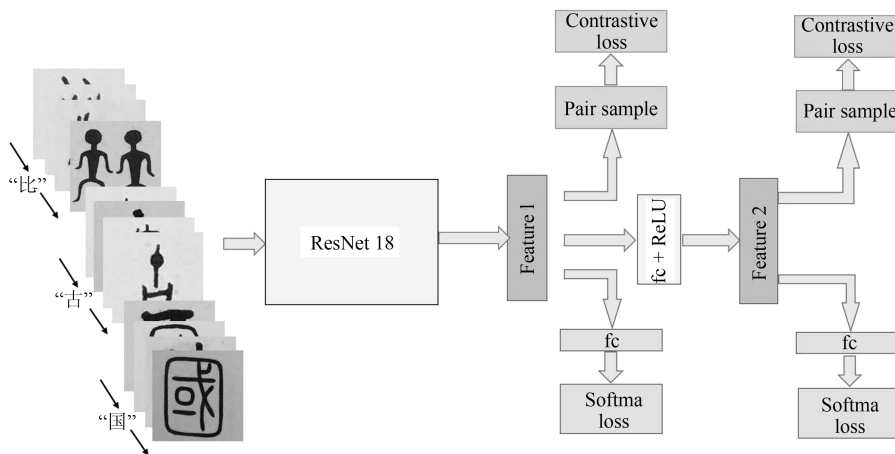 Contrastive
loss
Pair sample
Contrastive
loss
Pair sample
“比”
“古”
“国”
國
ResNet 18
Feature 1
fc + ReLU
Feature 2
fc
Softma
loss
fc
Softma
loss